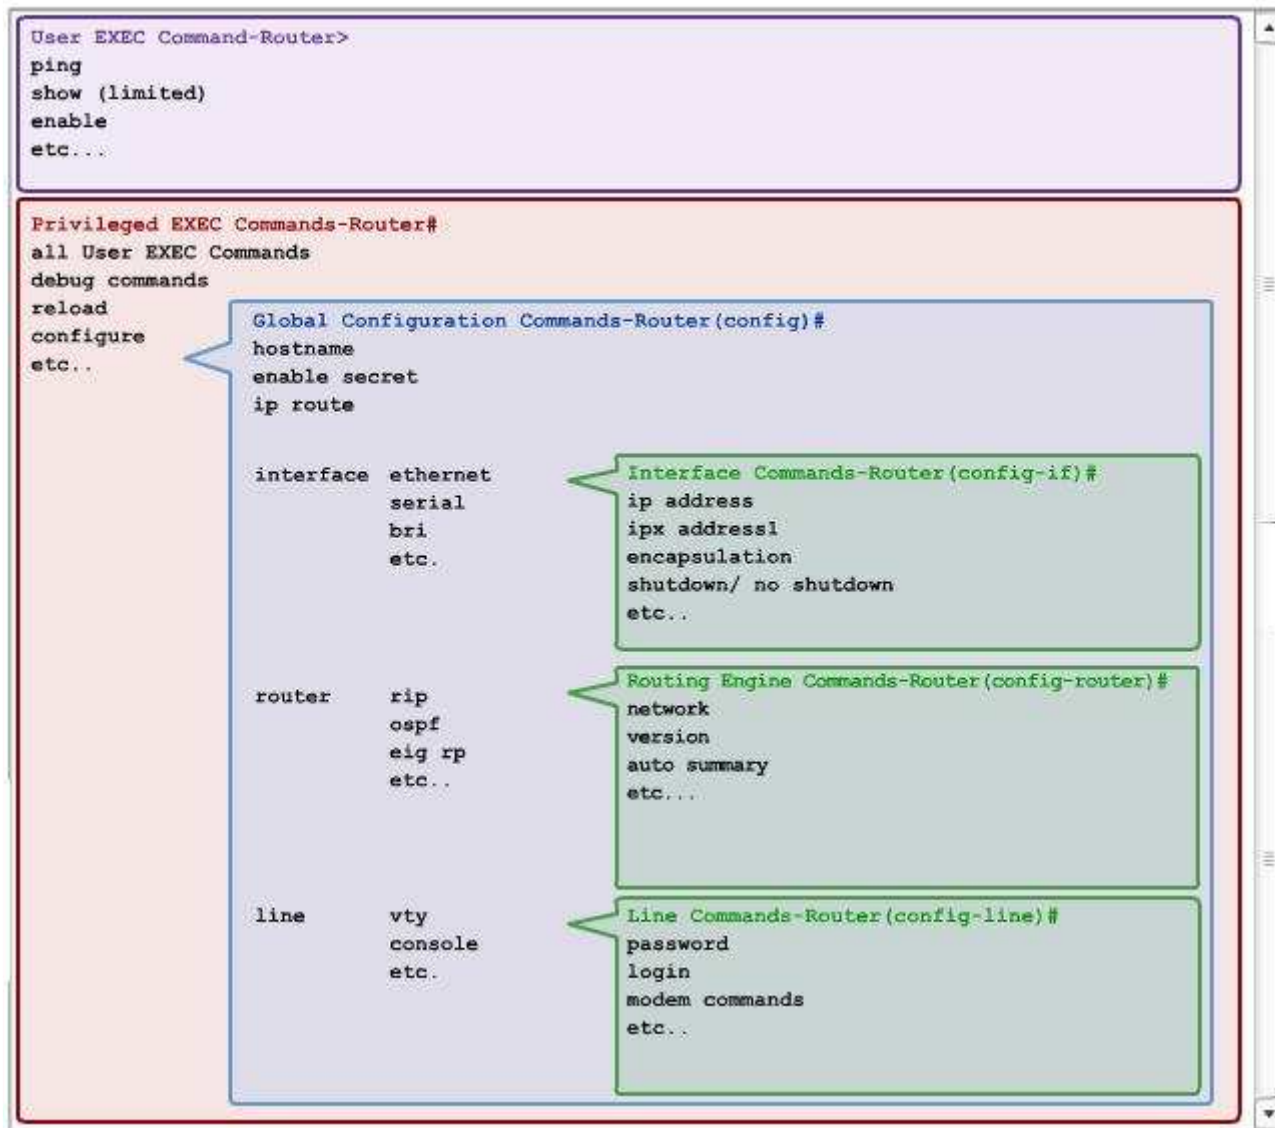 User EXEC Command-Router>
ping
show (limited)
enable
etc...
Privileged EXEC Commands-Router#
all User EXEC Commands
debug commands
reload
configure
etc..
Global Configuration Commands-Router(config)#
hostname
enable secret
ip route
interface ethernet
serial
bri
etc.
Interface Commands-Router(config-if)#
ip address
ipx address1
encapsulation
shutdown/ no shutdown
etc..
router rip
ospf
eig rp
etc..
Routing Engine Commands-Router(config-router)#
network
version
auto summary
etc...
line vty
console
etc.
Line Commands-Router(config-line)#
password
login
modem commands
etc..